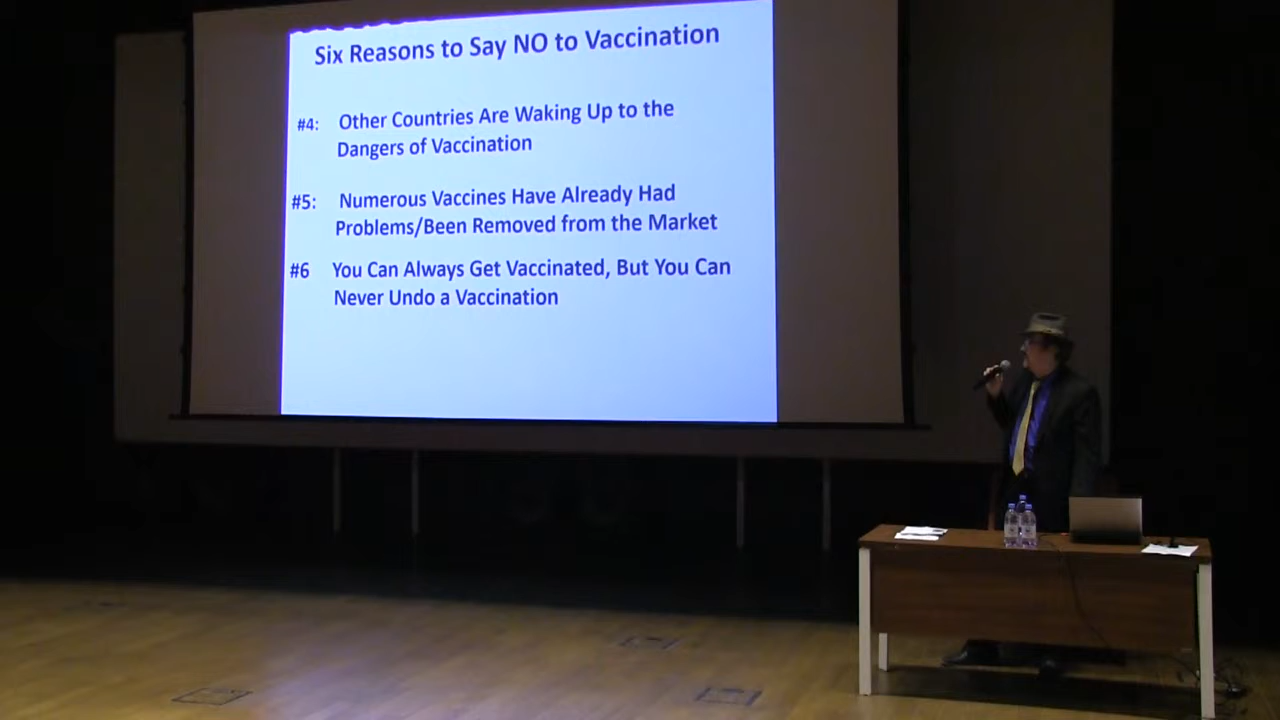 Six Reasons to Say NO to Vaccination
#4: Other Countries Are Waking Up to the
Dangers of Vaccination
#5: Numerous Vaccines Have Already Had
Problems/Been Removed from the Market
#6 You Can Always Get Vaccinated, But You Can
Never Undo a Vaccination